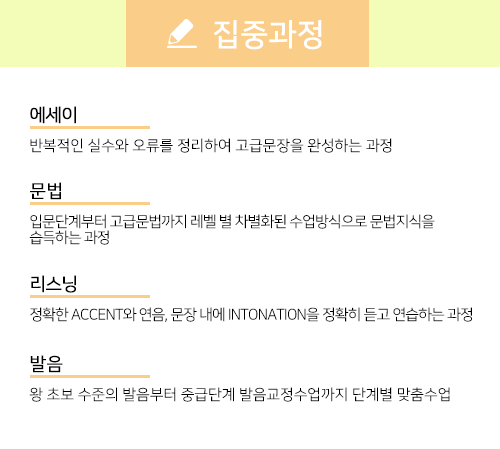 집중과정
에세이
반복적인 실수와 오류를 정리하여 고급문장을 완성하는 과정
문법
입문단계부터 고급문법까지 레벨 별 차별화된 수업방식으로 문법지식을
습득하는 과정
리스닝
정확한 ACCENT와 연음, 문장 내에 INTONATION을 정확히 듣고 연습하는 과정
발음
왕 초보 수준의 발음부터 중급단계 발음교정수업까지 단계별 맞춤수업